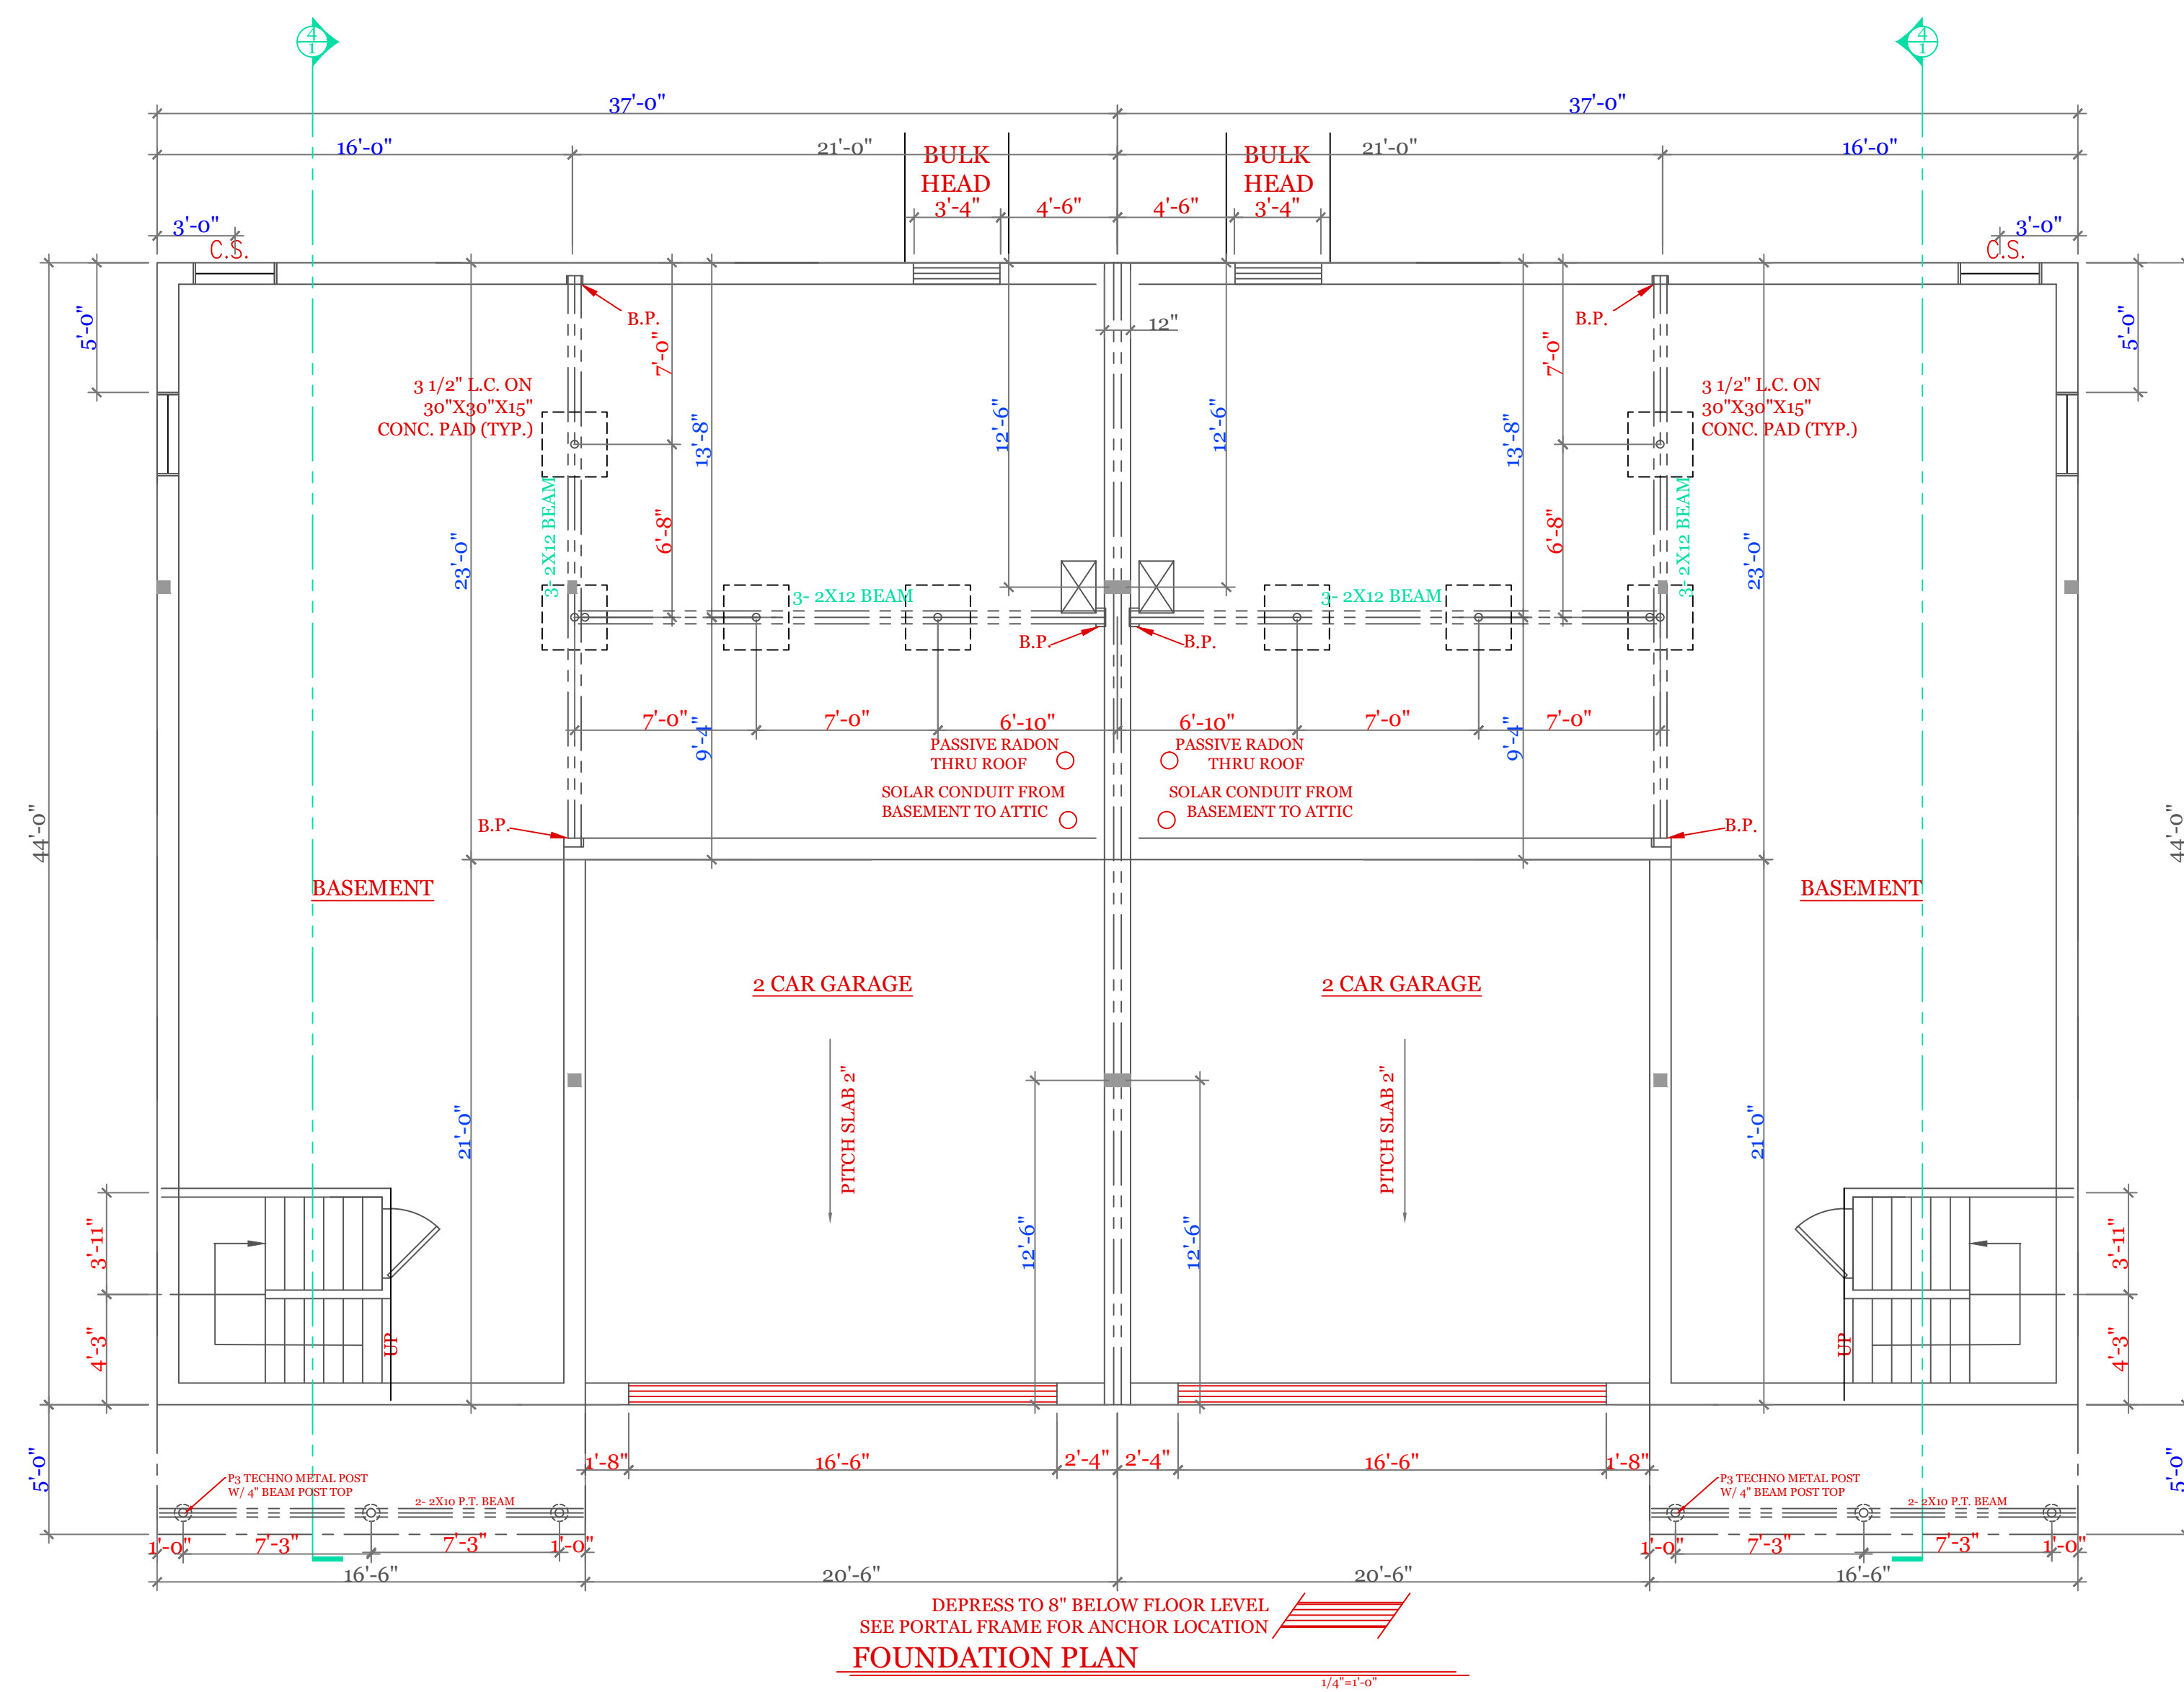 4
1
4
1
37'-0"
37'-0"
16'-0"
21'-0"
21'-0"
16'-0"
BULK
HEAD
BULK
HEAD
3'-4"
4'-6"
4'-6"
3'-4"
3'-0"
3'-0"
C.S.
C.S.
5'-0"
5'-0"
B.P.
B.P.
12"
7'-0"
7'-0"
3 1/2" L.C. ON
30"X30"X15"
CONC. PAD (TYP.)
3 1/2" L.C. ON
30"X30"X15"
CONC. PAD (TYP.)
13'-8"
12'-6"
12'-6"
13'-8"
23'-0"
3- 2X12 BEAM
6'-8"
6'-8"
3- 2X12 BEAM
23'-0"
3- 2X12 BEAM
3- 2X12 BEAM
B.P.
B.P.
7'-0"
9'-4"
7'-0"
6'-10"
6'-10"
7'-0"
9'-4"
7'-0"
PASSIVE RADON
THRU ROOF
PASSIVE RADON
THRU ROOF
SOLAR CONDUIT FROM
BASEMENT TO ATTIC
SOLAR CONDUIT FROM
BASEMENT TO ATTIC
B.P.
B.P.
44'-0"
44'-0"
BASEMENT
BASEMENT
2 CAR GARAGE
2 CAR GARAGE
21'-0"
PITCH SLAB 2"
PITCH SLAB 2"
21'-0"
3'-11"
12'-6"
12'-6"
3'-11"
4'-3"
UP
UP
4'-3"
5'-0"
1'-8"
16'-6"
2'-4"
2'-4"
16'-6"
1'-8"
5'-0"
P3 TECHNO METAL POST
W/ 4" BEAM POST TOP
2- 2X10 P.T. BEAM
P3 TECHNO METAL POST
W/ 4" BEAM POST TOP
2- 2X10 P.T. BEAM
1'-0"
7'-3"
7'-3"
1'-0"
1'-0"
7'-3"
7'-3"
1'-0"
16'-6"
20'-6"
20'-6"
16'-6"
DEPRESS TO 8" BELOW FLOOR LEVEL
SEE PORTAL FRAME FOR ANCHOR LOCATION
FOUNDATION PLAN
1/4"=1'-0"